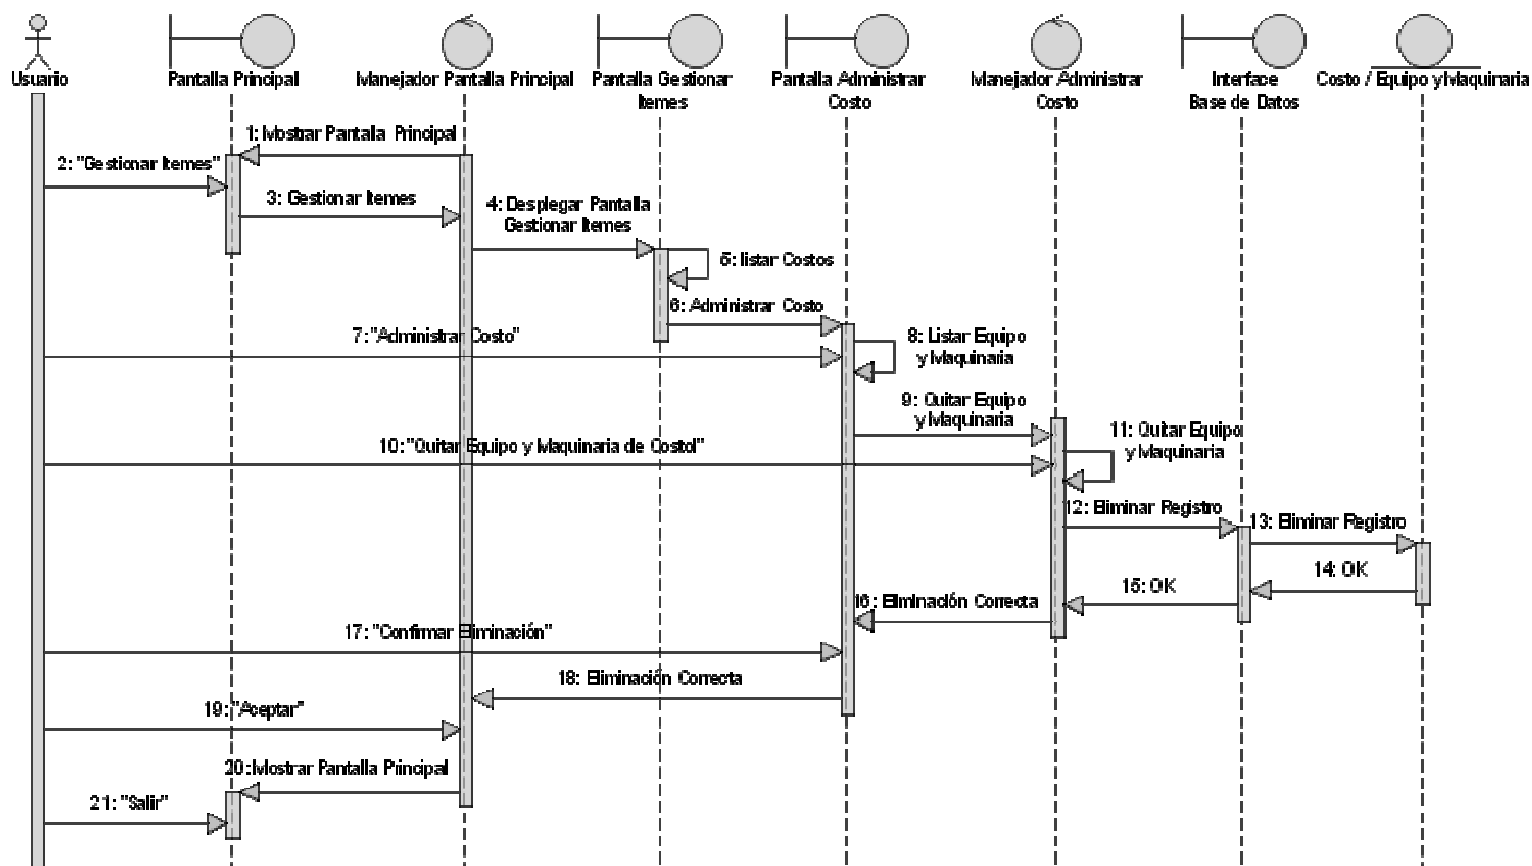 Usuario
Pantalla Principal
Manejador Pantalla Principal
Pantalla Gestionar
Itemes
Pantalla Administrar
Costo
Manejador Administrar
Costo
Interface
Base de Datos
Costo / Equipo y Maquinaria
1: Mostrar Pantalla Principal
2: "Gestionar Itemes"
3: Gestionar Itemes
4: Desplegar Pantalla
Gestionar Itemes
5: listar Costos
6: Administrar Costo
7: "Administrar Costo"
8: Listar Equipo
y Maquinaria
9: Quitar Equipo
y Maquinaria
10: "Quitar Equipo y Maquinaria de Costol"
11: Quitar Equipo
y Maquinaria
12: Eliminar Registro
13: Eliminar Registro
14: OK
15: OK
16: Eliminación Correcta
17: "Confirmar Eliminación"
18: Eliminación Correcta
19: "Aceptar"
20: Mostrar Pantalla Principal
21: "Salir"